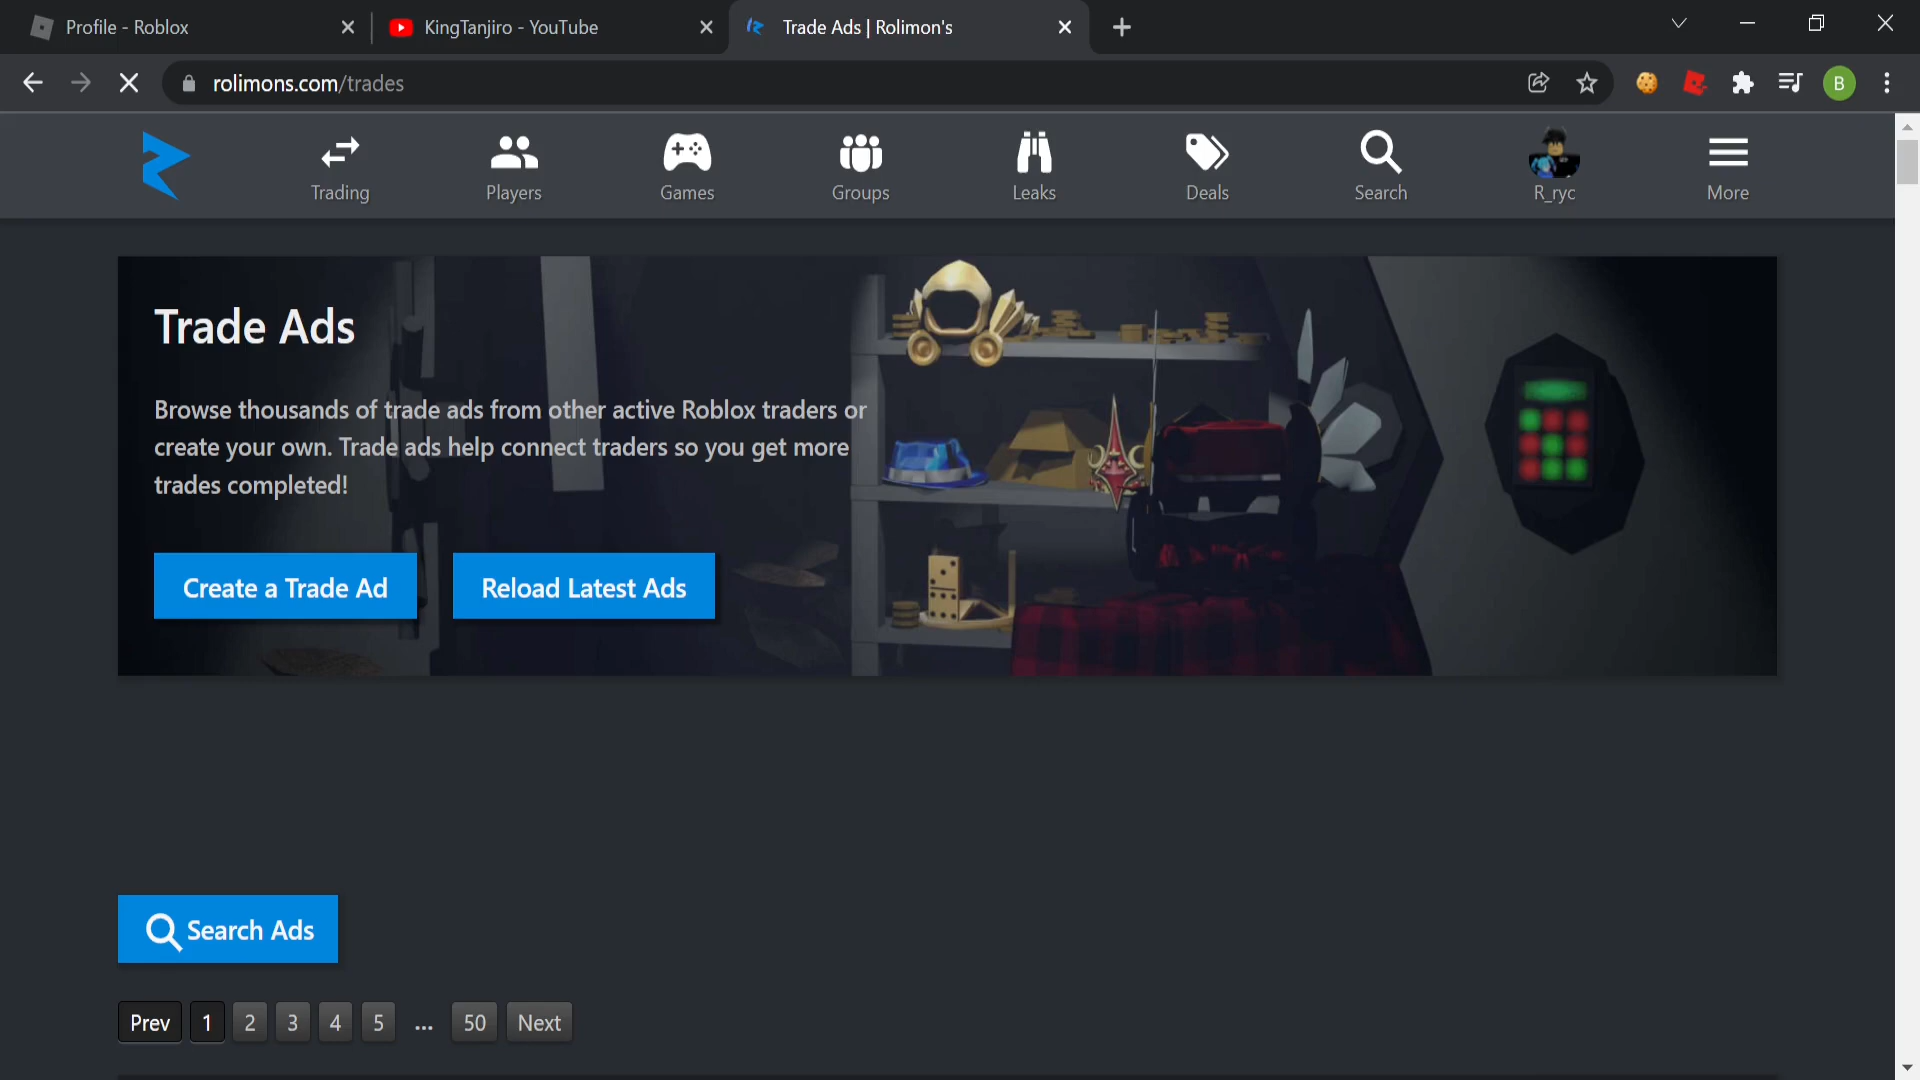 Profile - Roblox
KingTanjiro - YouTube
Trade Ads | Rolimon's
rolimons.com/trades
B
Trading
Players
Games
Groups
Leaks
Deals
Search
R_ryc
More
Trade Ads
Browse thousands of trade ads from other active Roblox traders or
create your own. Trade ads help connect traders so you get more
trades completed!
Create a Trade Ad
Reload Latest Ads
Search Ads
Prev 1 2 3 4 5 ... 50 Next